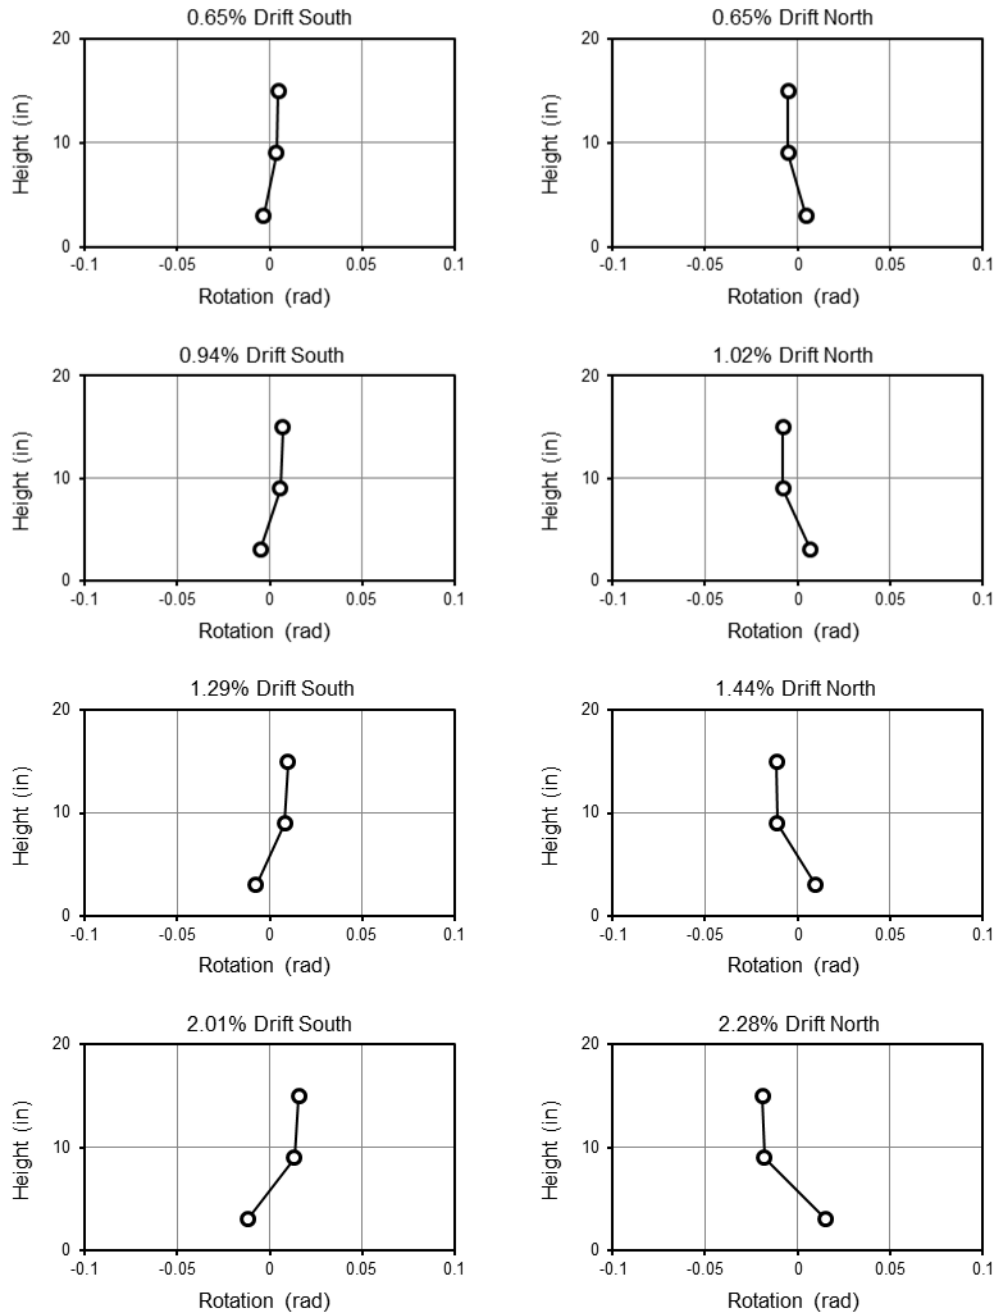 0.65% Drift South
20
10
0
Height (in)
-0.1 -0.05 0 0.05 0.1
Rotation (rad)
0.65% Drift North
20
10
0
Height (in)
-0.1 -0.05 0 0.05 0.1
Rotation (rad)
0.94% Drift South
20
10
0
Height (in)
-0.1 -0.05 0 0.05 0.1
Rotation (rad)
1.02% Drift North
20
10
0
Height (in)
-0.1 -0.05 0 0.05 0.1
Rotation (rad)
1.29% Drift South
20
10
0
Height (in)
-0.1 -0.05 0 0.05 0.1
Rotation (rad)
1.44% Drift North
20
10
0
Height (in)
-0.1 -0.05 0 0.05 0.1
Rotation (rad)
2.01% Drift South
20
10
0
Height (in)
-0.1 -0.05 0 0.05 0.1
Rotation (rad)
2.28% Drift North
20
10
0
Height (in)
-0.1 -0.05 0 0.05 0.1
Rotation (rad)